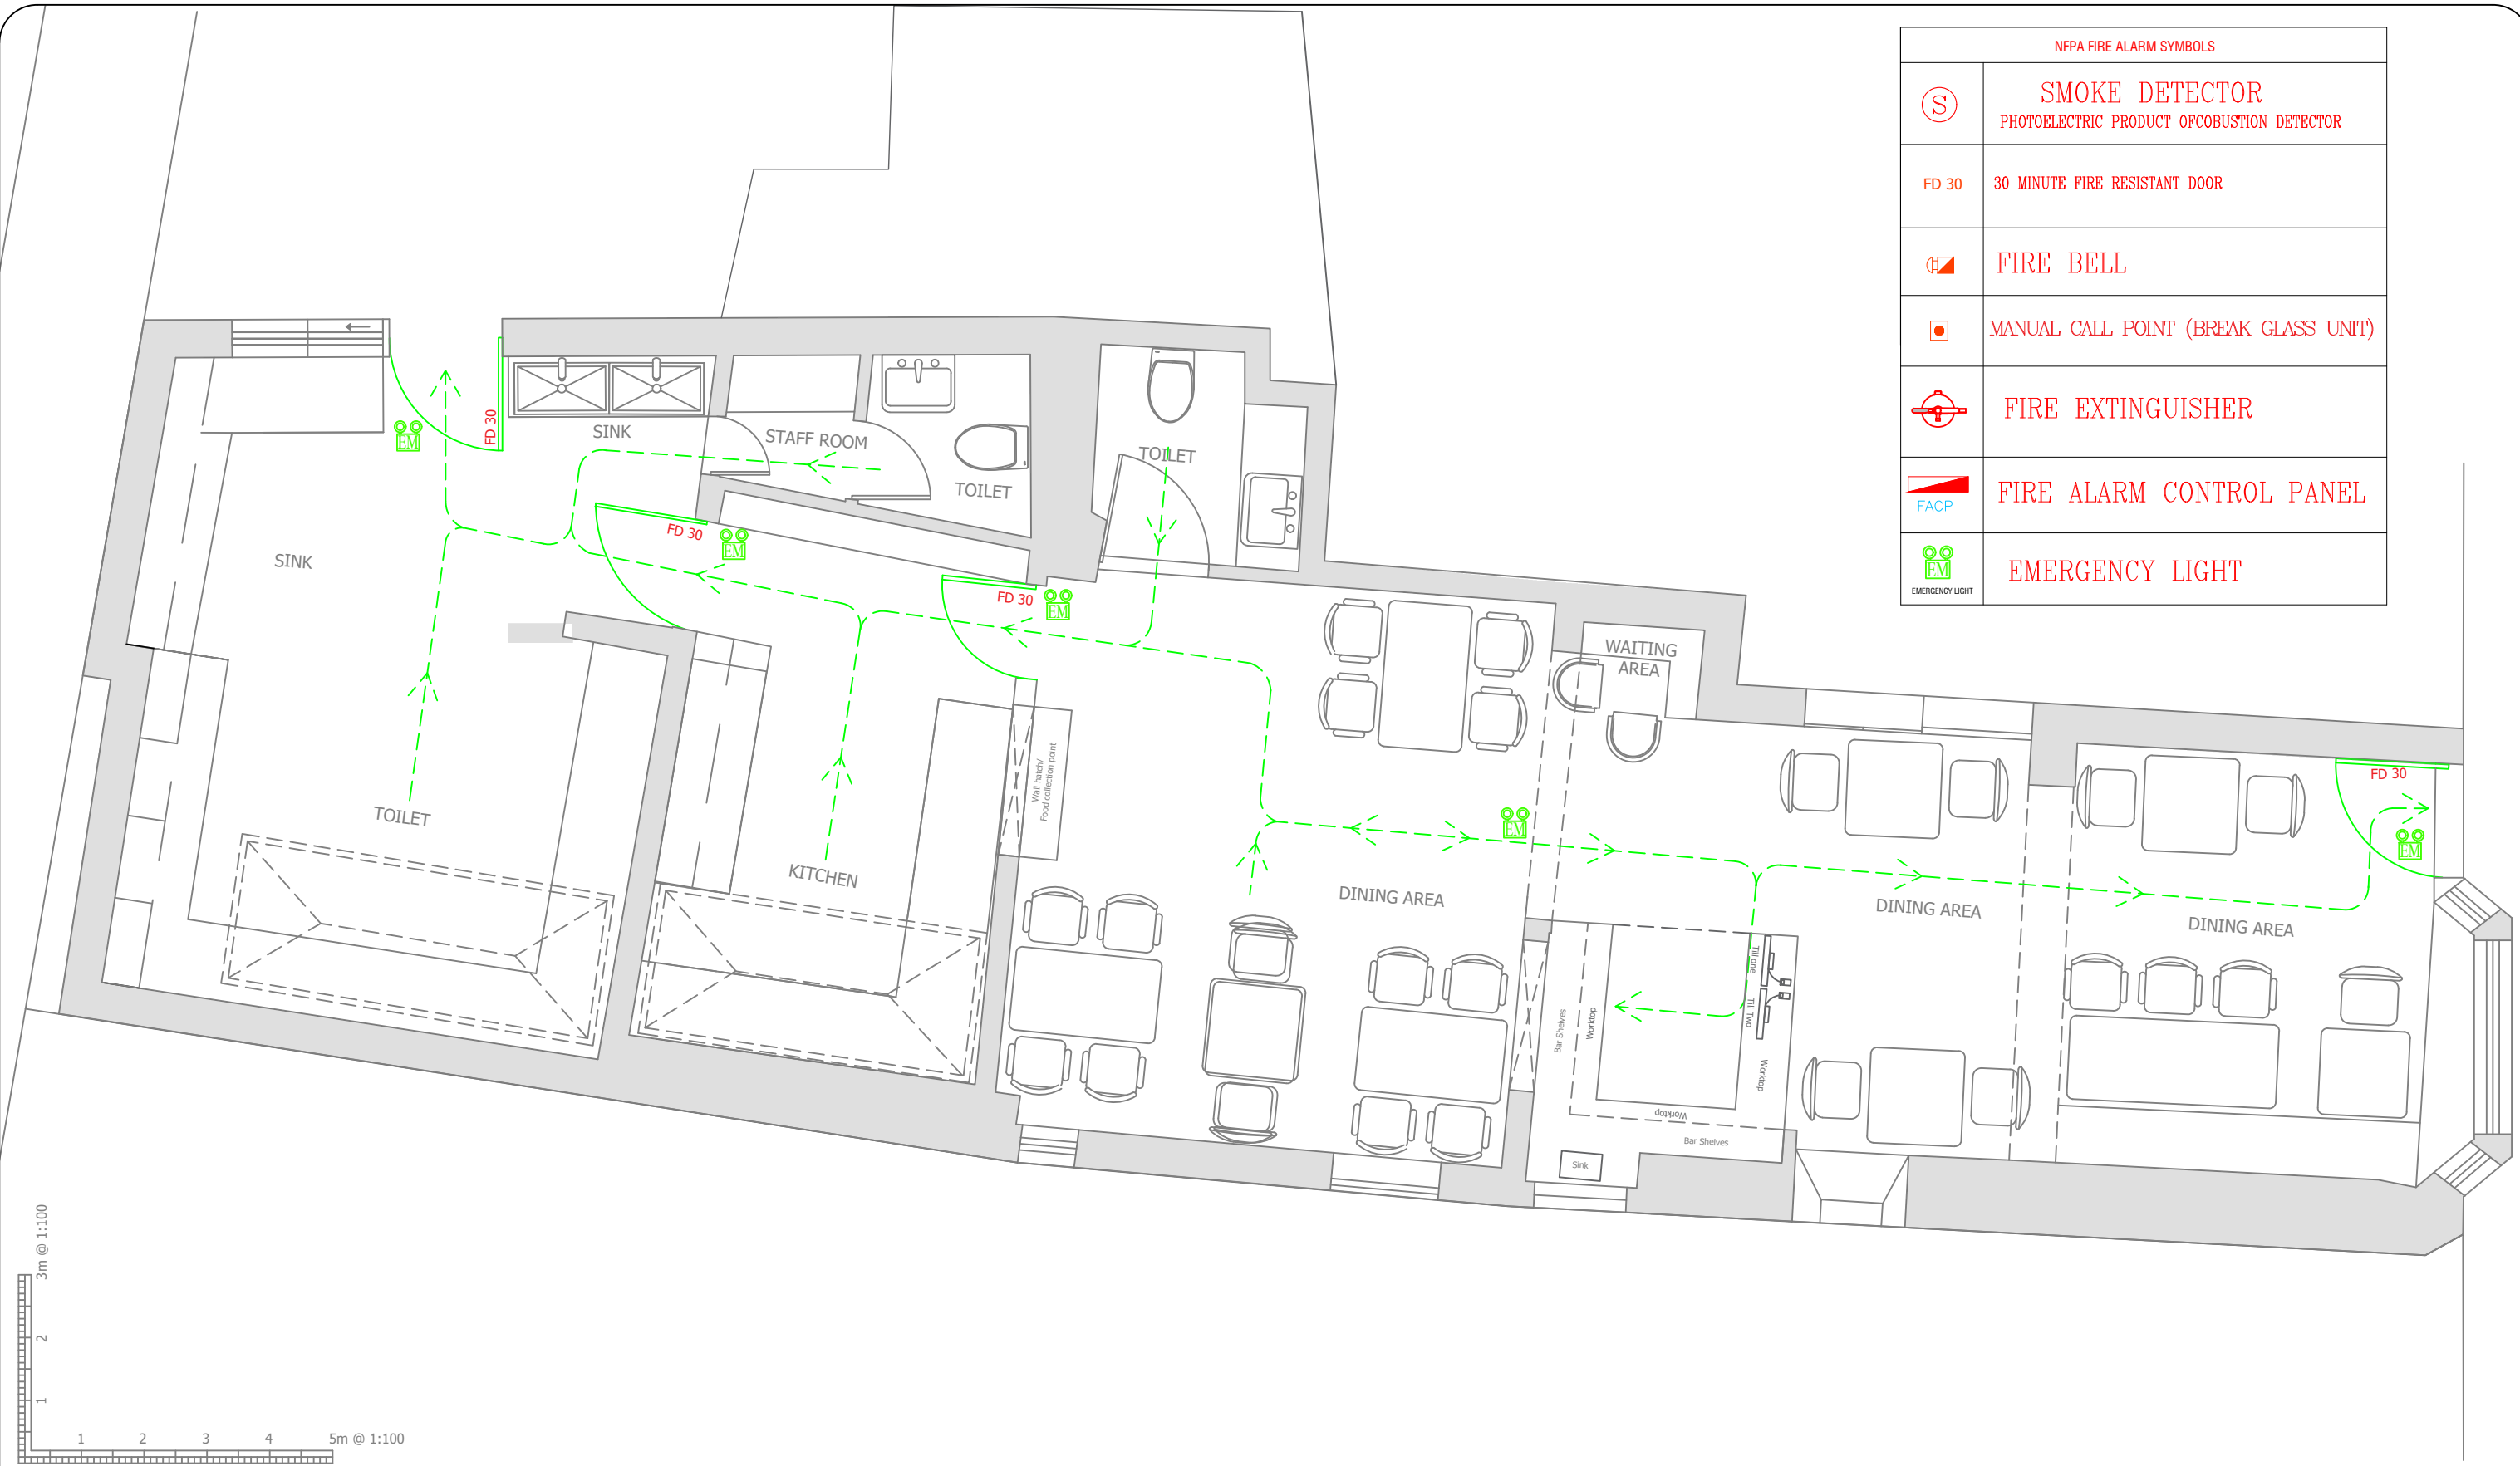 NFPA FIRE ALARM SYMBOLS
S
SMOKE DETECTOR
PHOTOELECTRIC PRODUCT OFCOBUSTION DETECTOR
FD 30
30 MINUTE FIRE RESISTANT DOOR
FIRE BELL
MANUAL CALL POINT (BREAK GLASS UNIT)
FIRE EXTINGUISHER
FACP
FIRE ALARM CONTROL PANEL
EM
EMERGENCY LIGHT
EMERGENCY LIGHT
EM
FD 30
SINK
STAFF ROOM
TOILET
TOILET
FD 30
EM
SINK
FD 30
EM
WAITING
AREA
Wall hatch/
Food collection point
TOILET
KITCHEN
EM
DINING AREA
DINING AREA
DINING AREA
FD 30
EM
Till one
Till Two
Bar Shelves
Worktop
Worktop
Worktop
Bar Shelves
Sink
3m @ 1:100
2
1
1
2
3
4
5m @ 1:100